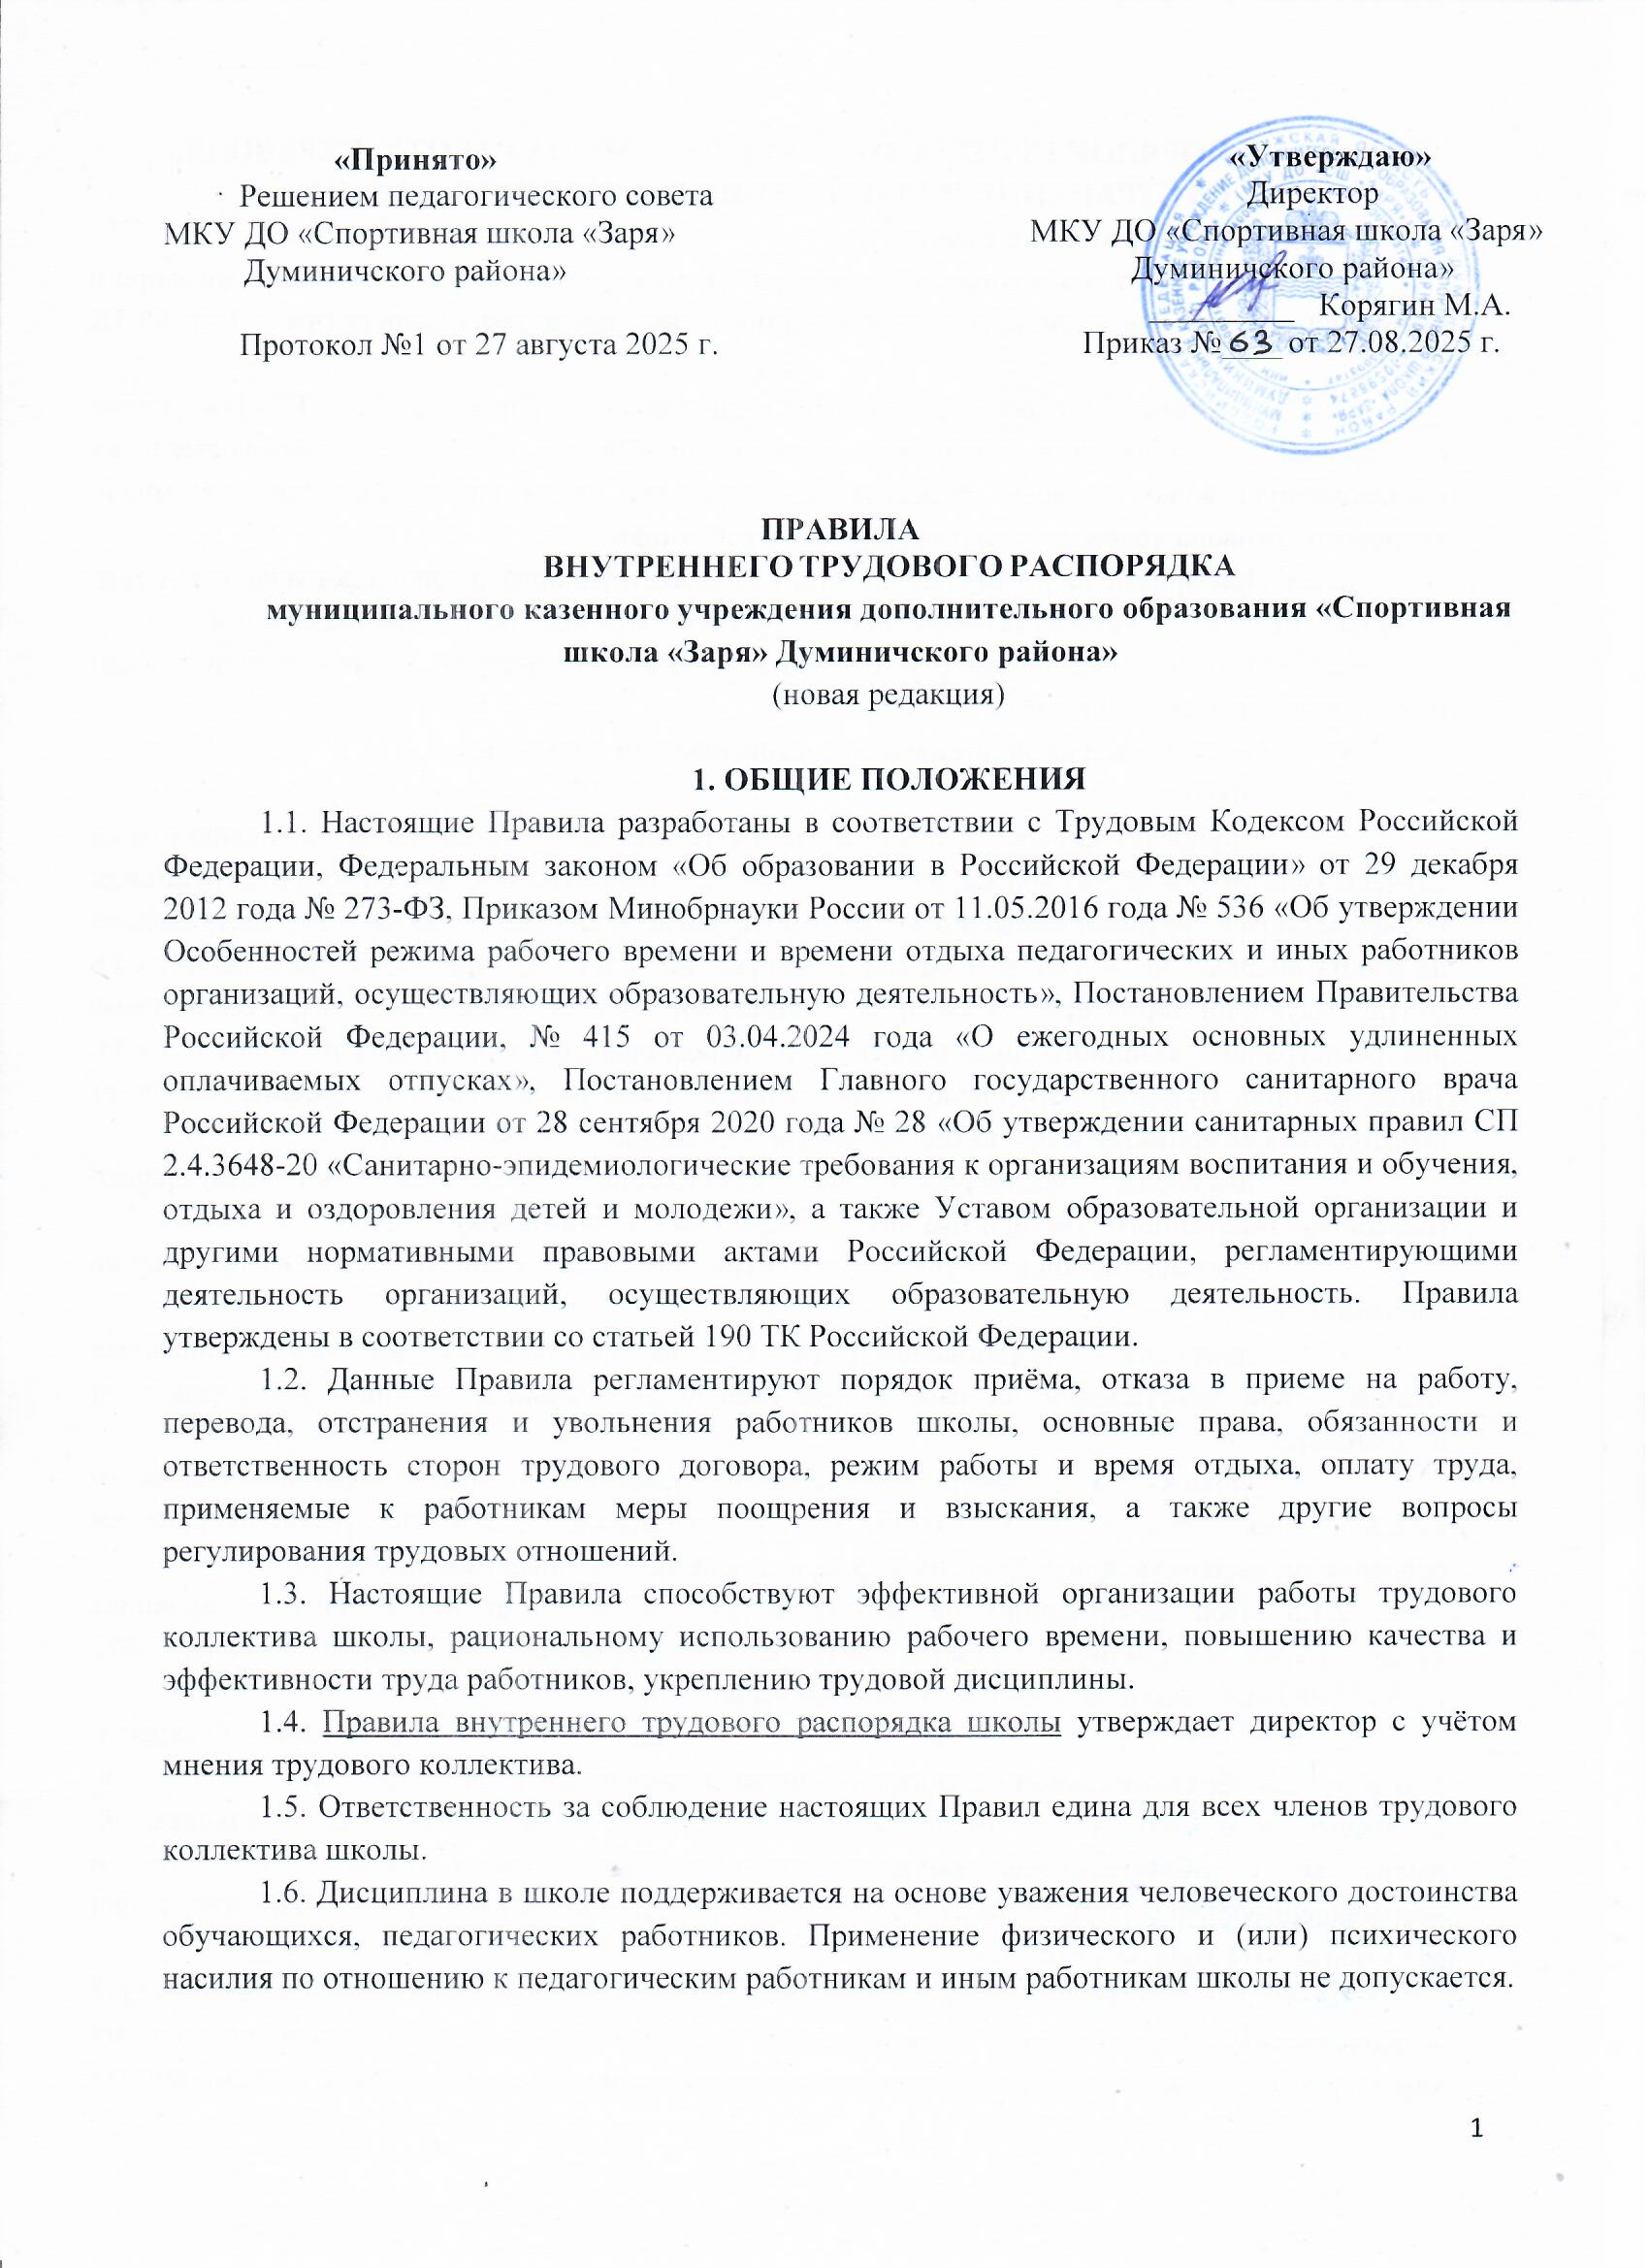 «Принято»
Решением педагогического совета
МКУ ДО «Спортивная школа «Заря»
Думиничского района»
Протокол №1 от 27 августа 2025 г.
«Утверждаю»
Директор
МКУ ДО «Спортивная школа «Заря»
Думиничского района»
Корягин М.А.
Приказ № 63 от 27.08.2025 г.
ПРАВИЛА
ВНУТРЕННЕГО ТРУДОВОГО РАСПОРЯДКА
муниципального казенного учреждения дополнительного образования «Спортивная
школа «Заря» Думиничского района»
(новая редакция)
1. ОБЩИЕ ПОЛОЖЕНИЯ
1.1. Настоящие Правила разработаны в соответствии с Трудовым Кодексом Российской
Федерации, Федеральным законом «Об образовании в Российской Федерации» от 29 декабря
2012 года № 273-ФЗ, Приказом Минобрнауки России от 11.05.2016 года № 536 «Об утверждении
Особенностей режима рабочего времени и времени отдыха педагогических и иных работников
организаций, осуществляющих образовательную деятельность», Постановлением Правительства
Российской Федерации, № 415 от 03.04.2024 года «О ежегодных основных удлиненных
оплачиваемых отпусках», Постановлением Главного государственного санитарного врача
Российской Федерации от 28 сентября 2020 года № 28 «Об утверждении санитарных правил СП
2.4.3648-20 «Санитарно-эпидемиологические требования к организациям воспитания и обучения,
отдыха и оздоровления детей и молодежи», а также Уставом образовательной организации и
другими нормативными правовыми актами Российской Федерации, регламентирующими
деятельность организаций, осуществляющих образовательную деятельность. Правила
утверждены в соответствии со статьей 190 ТК Российской Федерации.
1.2. Данные Правила регламентируют порядок приёма, отказа в приеме на работу,
перевода, отстранения и увольнения работников школы, основные права, обязанности и
ответственность сторон трудового договора, режим работы и время отдыха, оплату труда,
применяемые к работникам меры поощрения и взыскания, а также другие вопросы
регулирования трудовых отношений.
1.3. Настоящие Правила способствуют эффективной организации работы трудового
коллектива школы, рациональному использованию рабочего времени, повышению качества и
эффективности труда работников, укреплению трудовой дисциплины.
1.4. Правила внутреннего трудового распорядка школы утверждает директор с учётом
мнения трудового коллектива.
1.5. Ответственность за соблюдение настоящих Правил едина для всех членов трудового
коллектива школы.
1.6. Дисциплина в школе поддерживается на основе уважения человеческого достоинства
обучающихся, педагогических работников. Применение физического и (или) психического
насилия по отношению к педагогическим работникам и иным работникам школы не допускается.
1